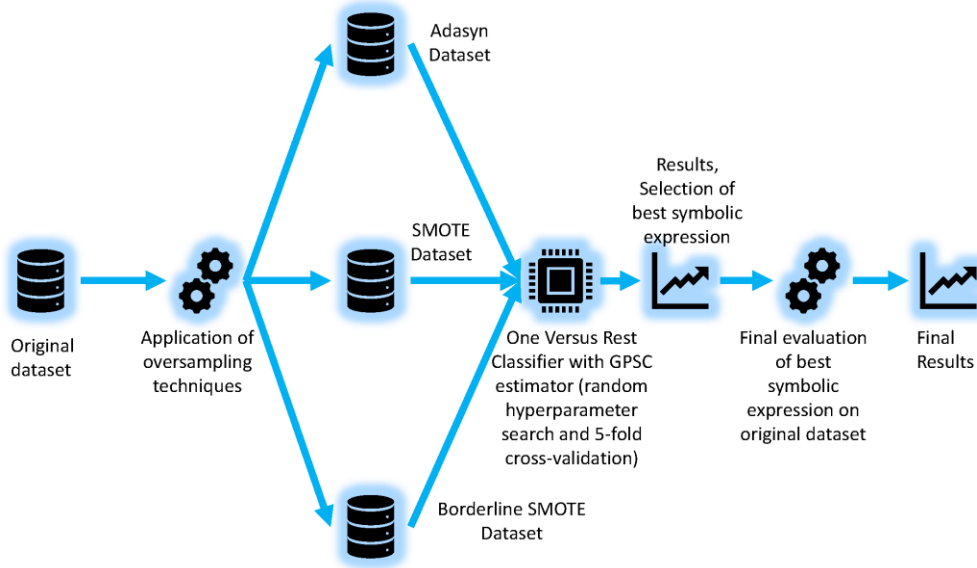 Adasyn
Dataset
SMOTE
Dataset
Borderline SMOTE
Dataset
Original
dataset
Application of
oversampling
techniques
One Versus Rest
Classifier with GPSC
estimator (random
hyperparameter
search and 5-fold
cross-validation)
Results,
Selection of
best symbolic
expression
Final evaluation
of best
symbolic
expression on
original dataset
Final
Results